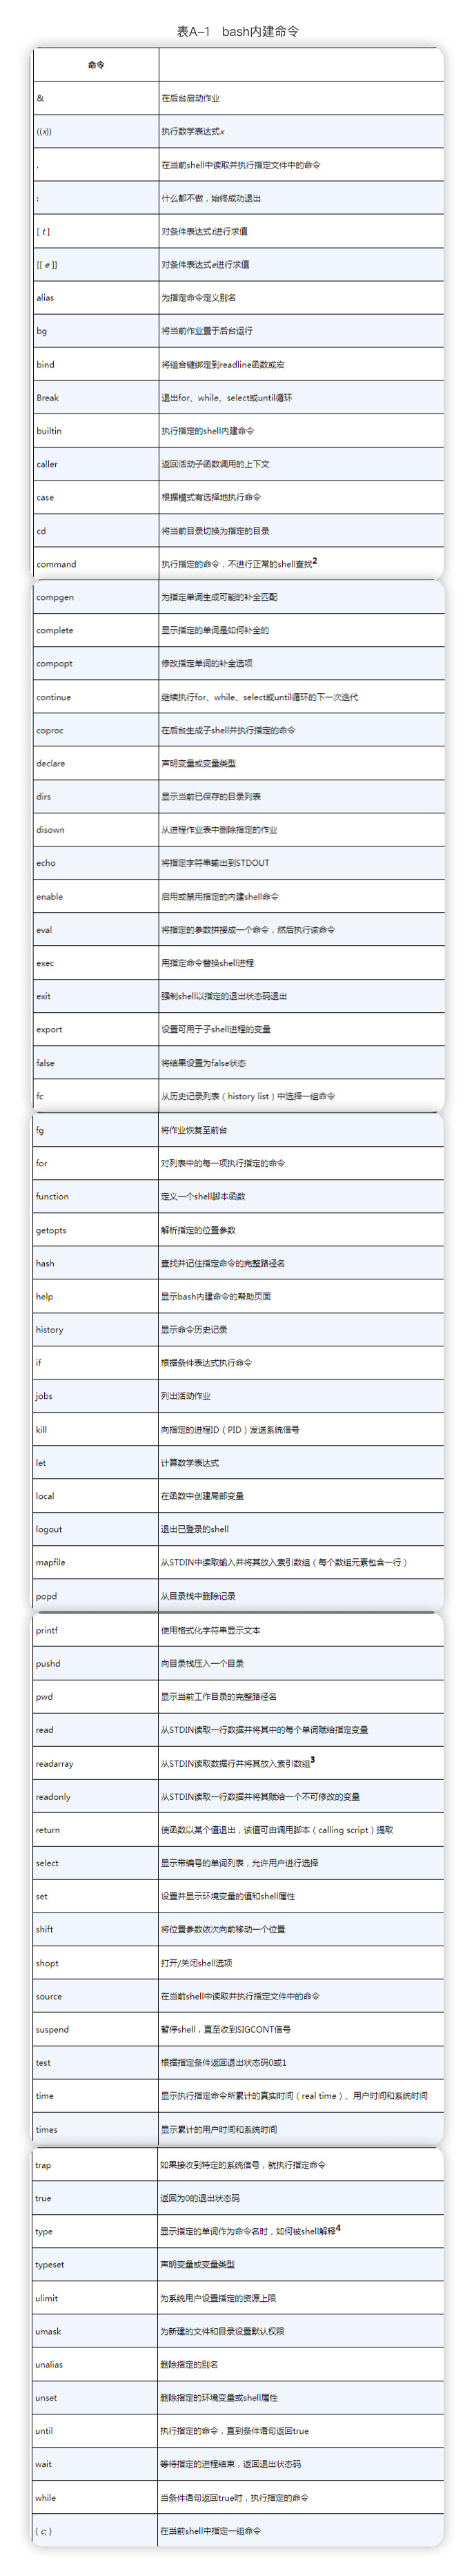 表A-1 bash内建命令
命令
& 在后台启动作业
((x)) 执行数学表达式x
. 在当前shell中读取并执行指定文件中的命令
: 什么都不做，始终成功退出
[ t ] 对条件表达式t进行求值
[[ e ]] 对条件表达式e进行求值
alias 为指定命令定义别名
bg 将当前作业置于后台运行
bind 将组合键绑定到readline函数或宏
Break 退出for、while、select或until循环
builtin 执行指定的shell内建命令
caller 返回活动子函数调用的上下文
case 根据模式有选择地执行命令
cd 将当前目录切换为指定的目录
command 执行指定的命令，不进行正常的shell查找2
compgen 为指定单词生成可能的补全匹配
complete 显示指定的单词是如何补全的
compopt 修改指定单词的补全选项
continue 继续执行for、while、select或until循环的下一次迭代
coproc 在后台生成子shell并执行指定的命令
declare 声明变量或变量类型
dirs 显示当前已保存的目录列表
disown 从进程作业表中删除指定的作业
echo 将指定字符串输出到STDOUT
enable 启用或禁用指定的内建shell命令
eval 将指定的参数拼接成一个命令，然后执行该命令
exec 用指定命令替换shell进程
exit 强制shell以指定的退出状态码退出
export 设置可用于子shell进程的变量
false 将结果设置为false状态
fc 从历史记录列表（history list）中选择一组命令
fg 将作业恢复至前台
for 对列表中的每一项执行指定的命令
function 定义一个shell脚本函数
getopts 解析指定的位置参数
hash 查找并记住指定命令的完整路径名
help 显示bash内建命令的帮助页面
history 显示命令历史记录
if 根据条件表达式执行命令
jobs 列出活动作业
kill 向指定的进程ID（PID）发送系统信号
let 计算数学表达式
local 在函数中创建局部变量
logout 退出已登录的shell
mapfile 从STDIN中读取输入并将其放入索引数组（每个数组元素包含一行）
popd 从目录栈中删除记录
printf 使用格式化字符串显示文本
pushd 向目录栈压入一个目录
pwd 显示当前工作目录的完整路径名
read 从STDIN读取一行数据并将其中的每个单词赋给指定变量
readarray 从STDIN读取数据行并将其放入索引数组3
readonly 从STDIN读取一行数据并将其赋给一个不可修改的变量
return 使函数以某个值退出，该值可由调用脚本（calling script）提取
select 显示带编号的单词列表，允许用户进行选择
set 设置并显示环境变量的值和shell属性
shift 将位置参数依次向前移动一个位置
shopt 打开/关闭shell选项
source 在当前shell中读取并执行指定文件中的命令
suspend 暂停shell，直至收到SIGCONT信号
test 根据指定条件返回退出状态码0或1
time 显示执行指定命令所累计的真实时间（real time）、用户时间和系统时间
times 显示累计的用户时间和系统时间
trap 如果接收到特定的系统信号，就执行指定命令
true 返回为0的退出状态码
type 显示指定的单词作为命令名时，如何被shell解释4
typeset 声明变量或变量类型
ulimit 为系统用户设置指定的资源上限
umask 为新建的文件和目录设置默认权限
unalias 删除指定的别名
unset 删除指定的环境变量或shell属性
until 执行指定的命令，直到条件语句返回true
wait 等待指定的进程结束，返回退出状态码
while 当条件语句返回true时，执行指定的命令
{ c; } 在当前shell中指定一组命令